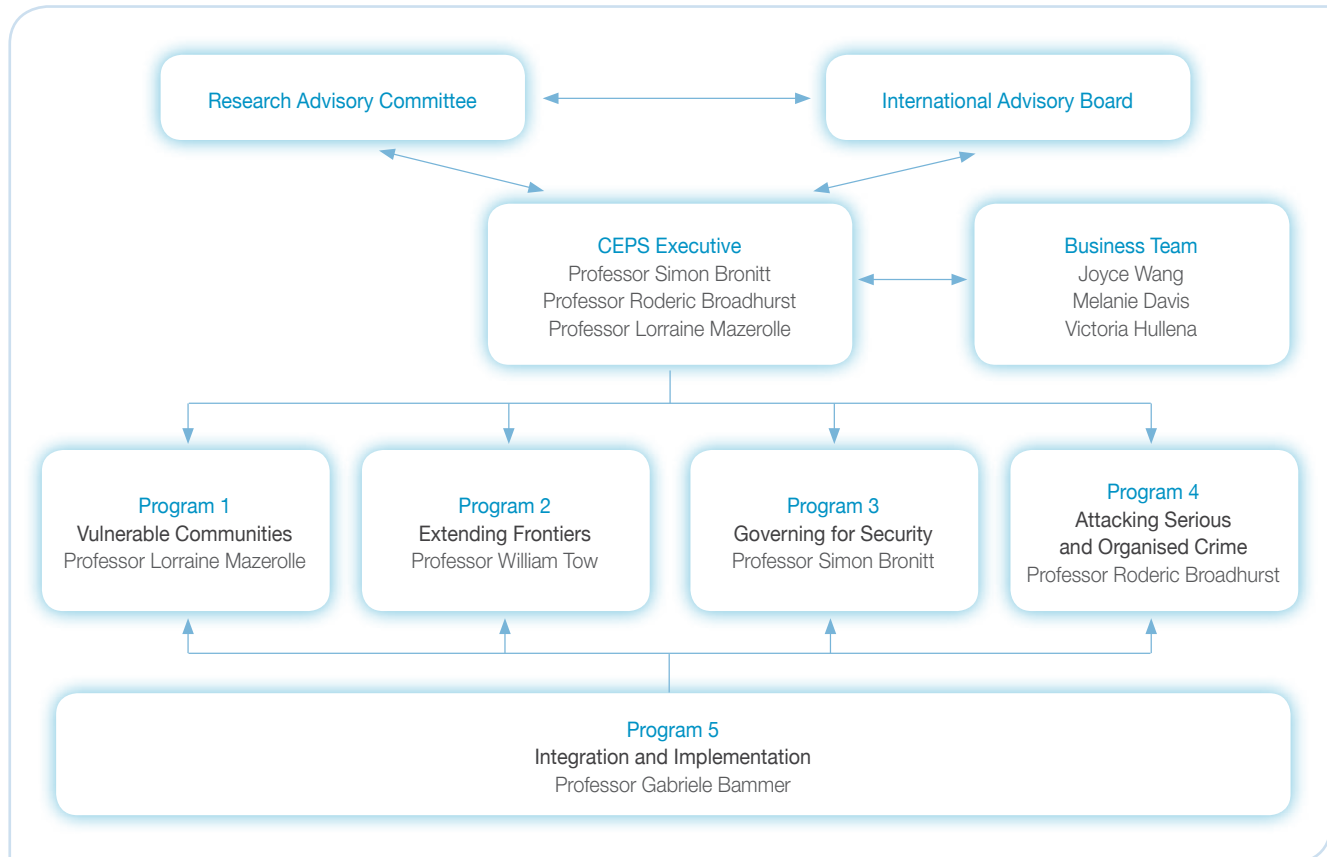 Research Advisory Committee
International Advisory Board
CEPS Executive
Professor Simon Bronitt
Professor Roderic Broadhurst
Professor Lorraine Mazerolle
Business Team
Joyce Wang
Melanie Davis
Victoria Hullena
Program 1
Vulnerable Communities
Professor Lorraine Mazerolle
Program 2
Extending Frontiers
Professor William Tow
Program 3
Governing for Security
Professor Simon Bronitt
Program 4
Attacking Serious
and Organised Crime
Professor Roderic Broadhurst
Program 5
Integration and Implementation
Professor Gabriele Bammer